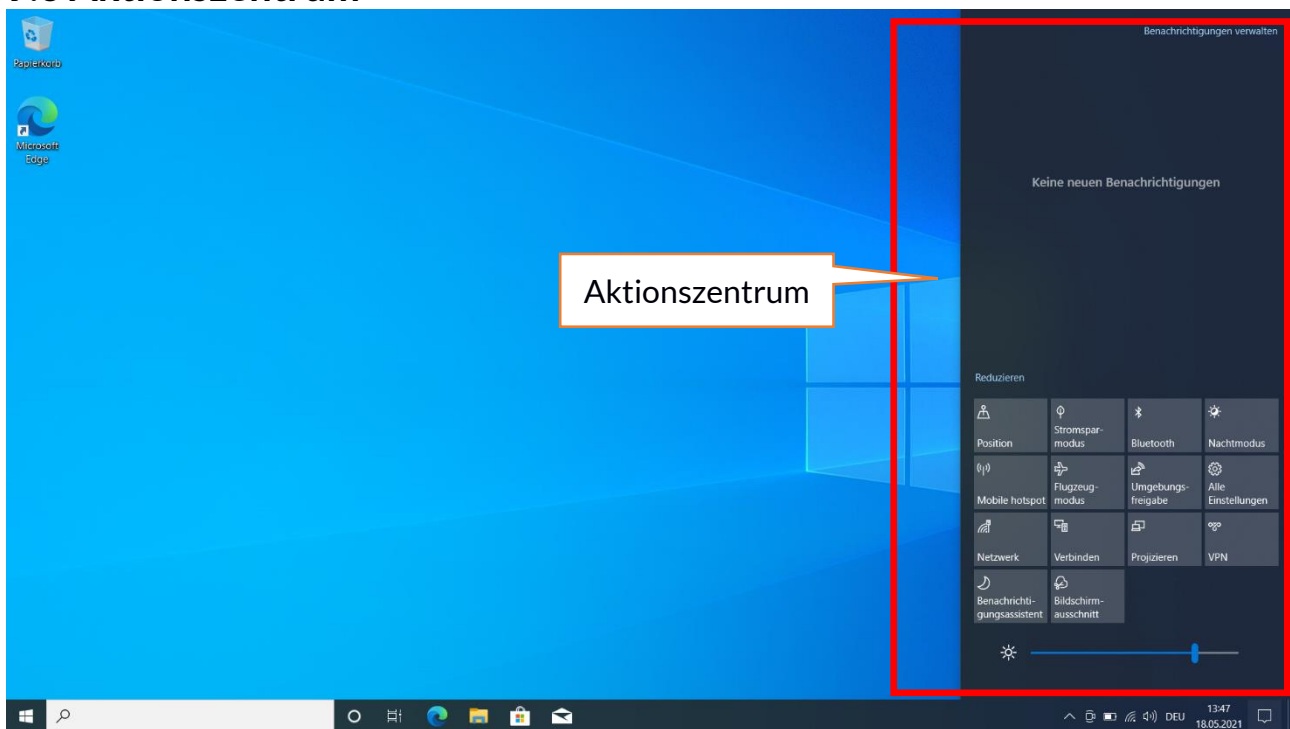 Aktionszentrum
Papierkorb
Microsoft
Edge
Benachrichtigungen verwalten
Keine neuen Benachrichtigungen
Aktionszentrum
Reduzieren
Position
Stromspar-
modus
Bluetooth
Nachtmodus
Mobile hotspot
Flugzeug-
modus
Umgebungs-
freigabe
Alle
Einstellungen
Netzwerk
Verbinden
Projizieren
VPN
Benachrichti-
gungsassistent
Bildschirm-
ausschnitt
DEU
13:47
18.05.2021